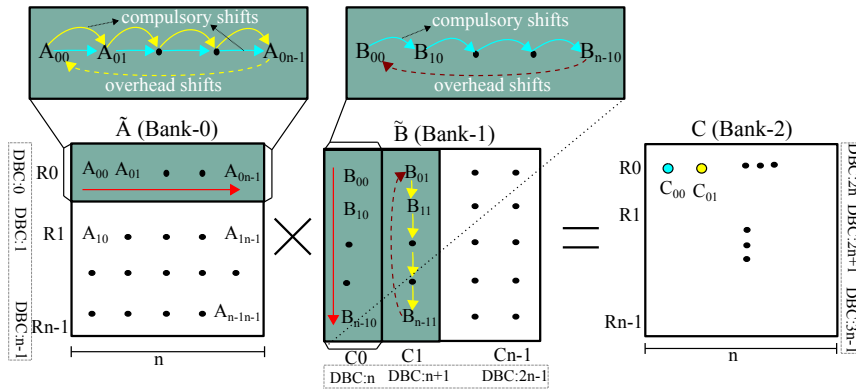 compulsory shifts
A00 A01 A0n-1
overhead shifts
compulsory shifts
B00 B10 Bn-10
overhead shifts
Ã (Bank-0)
B̃ (Bank-1)
C (Bank-2)
DBC:0
DBC:1
DBC:n-1
R0
R1
Rn-1
A00 A01 A0n-1
A10 A1n-1
An-1n-1
n
×
B00 B01
B10 B11
Bn-10 Bn-11
C0 C1 Cn-1
DBC:n DBC:n+1 DBC:2n-1
=
R0
R1
Rn-1
C00 C01
n
DBC:2n
DBC:2n+1
DBC:3n-1